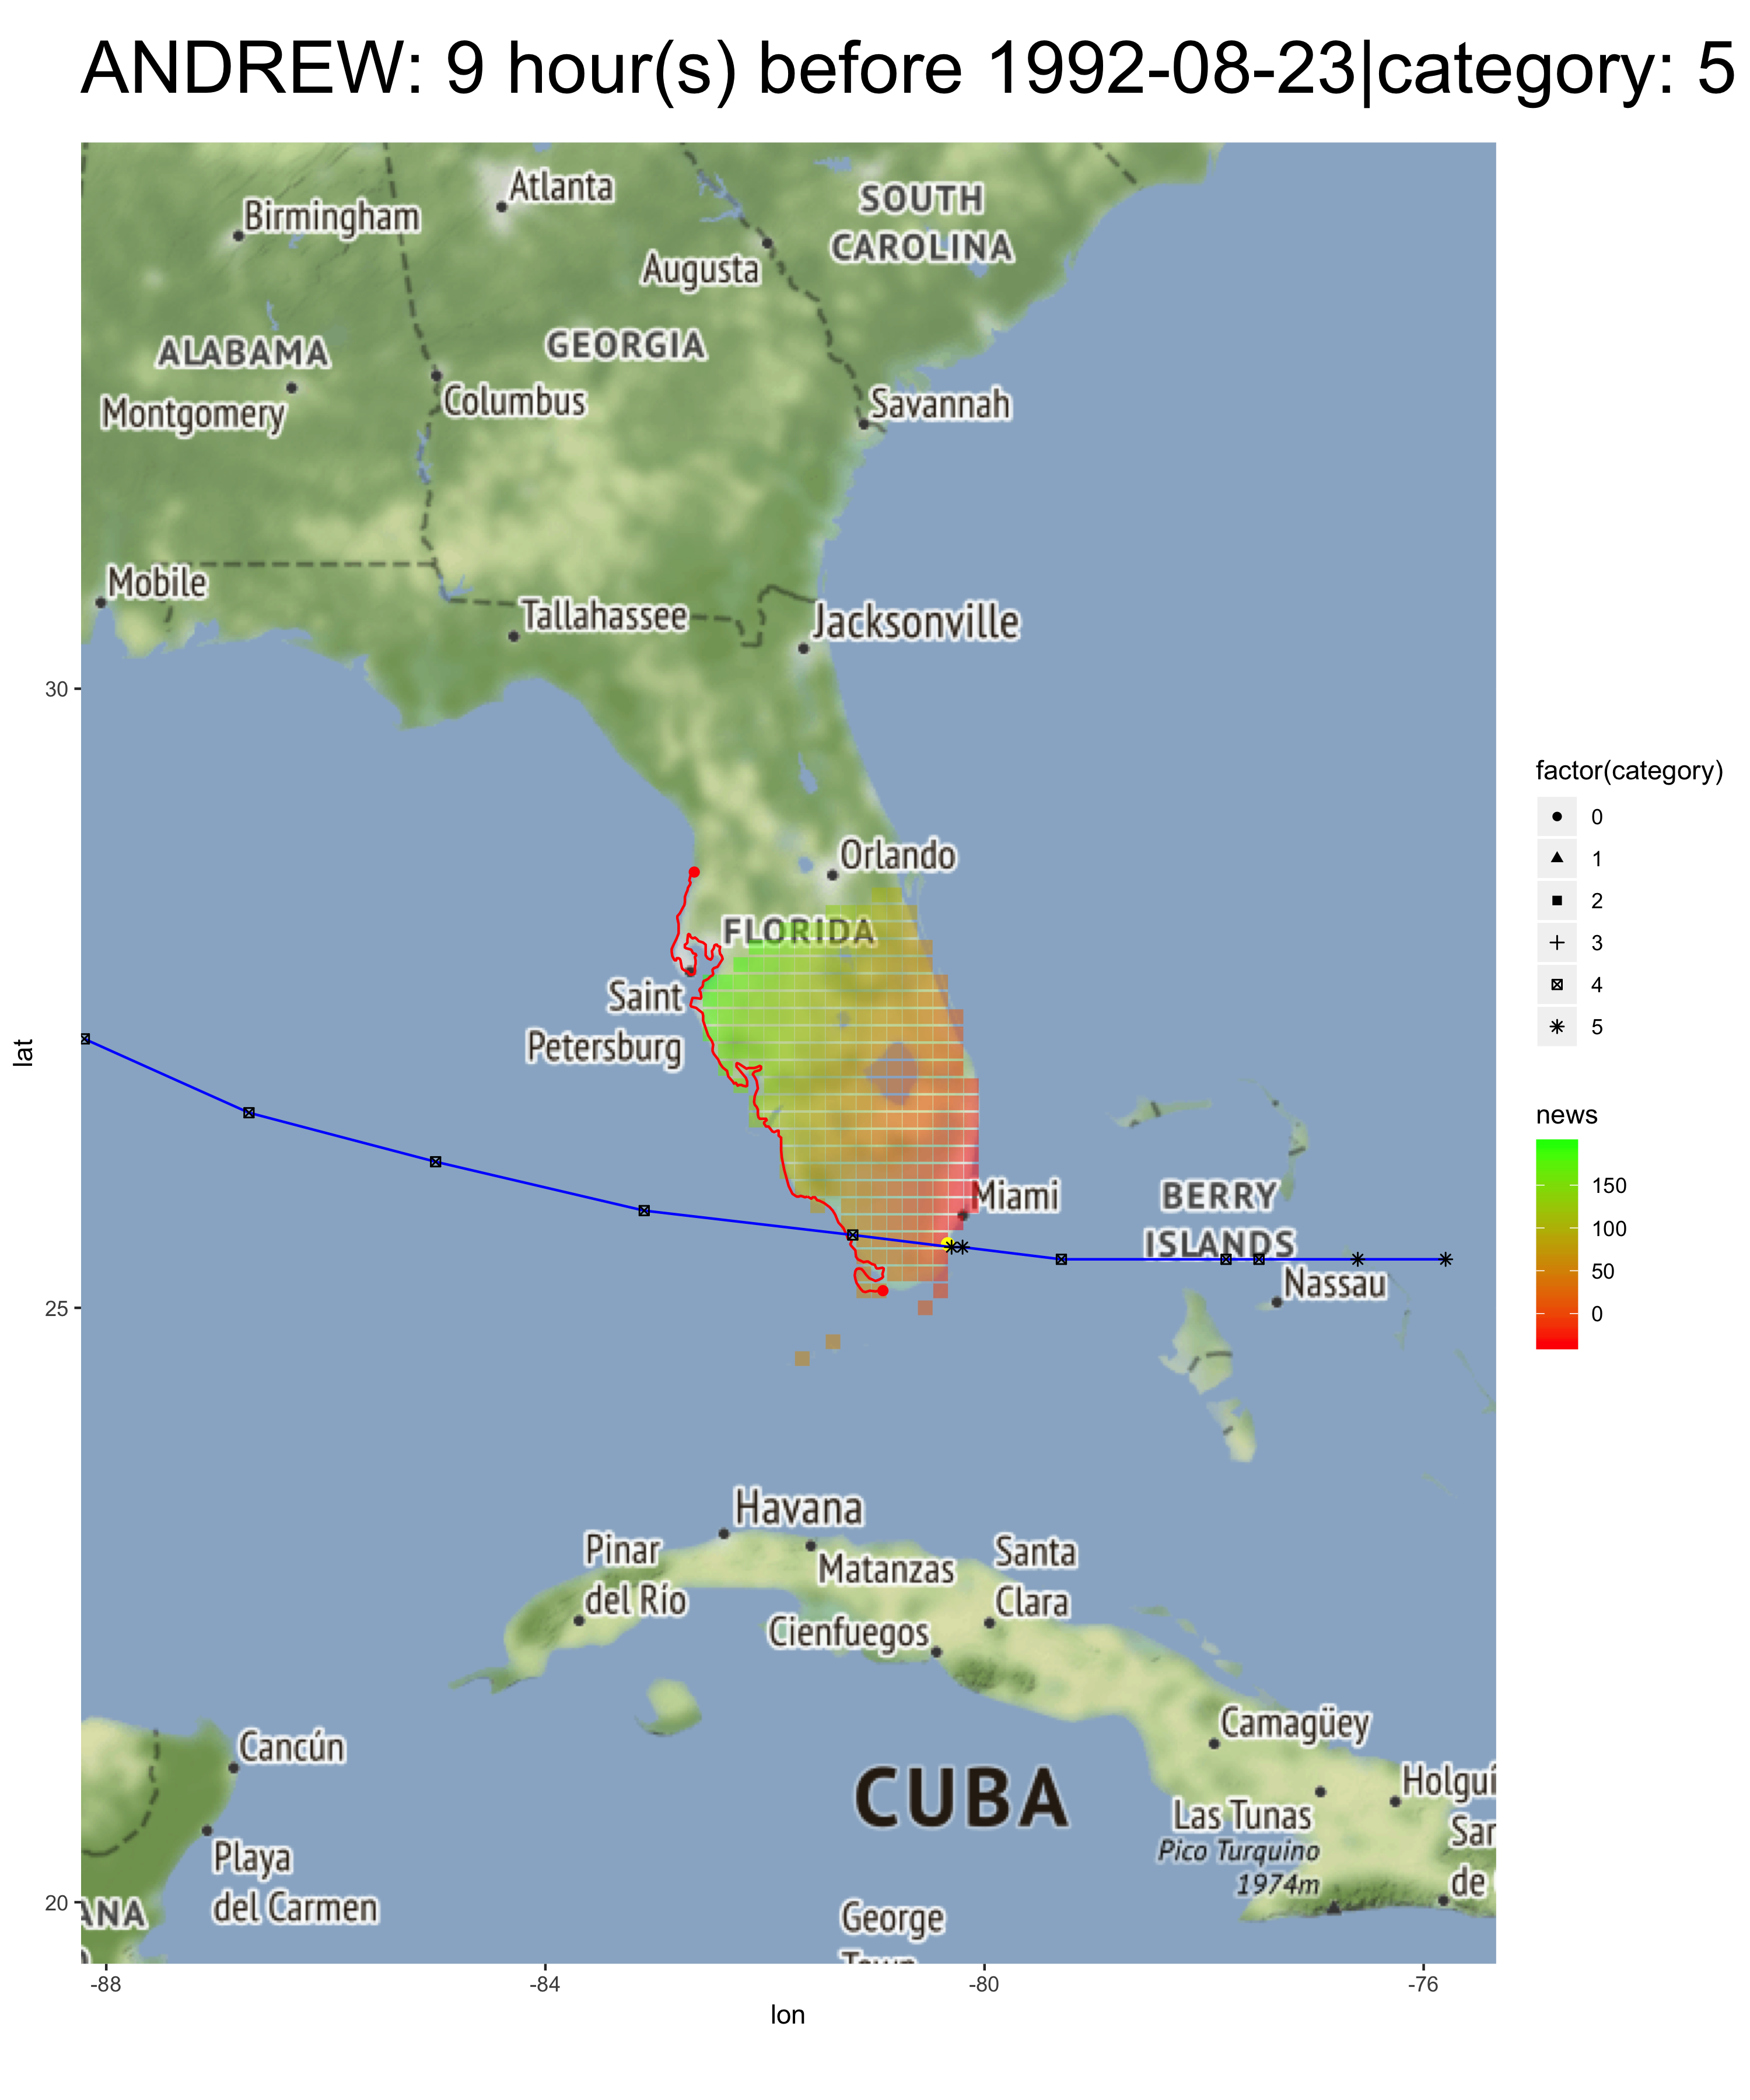 ANDREW: 9 hour(s) before 1992-08-23|category: 5
Atlanta
Birmingham
SOUTH
CAROLINA
Augusta
ALABAMA
GEORGIA
Montgomery
Columbus
Savannah
Mobile
Tallahassee
Jacksonville
30
Orlando
FLORIDA
Saint
Petersburg
Miami
BERRY
ISLANDS
Nassau
25
Havana
Pinar
del Río
Matanzas
Santa
Clara
Cienfuegos
Camagüey
Cancún
Holguí
CUBA
Las Tunas
Pico Turquino
1974m
San
de
Playa
del Carmen
20
ANA
George
Town
-88
-84
-80
-76
lon
lat
factor(category)
0
1
2
3
4
5
news
150
100
50
0